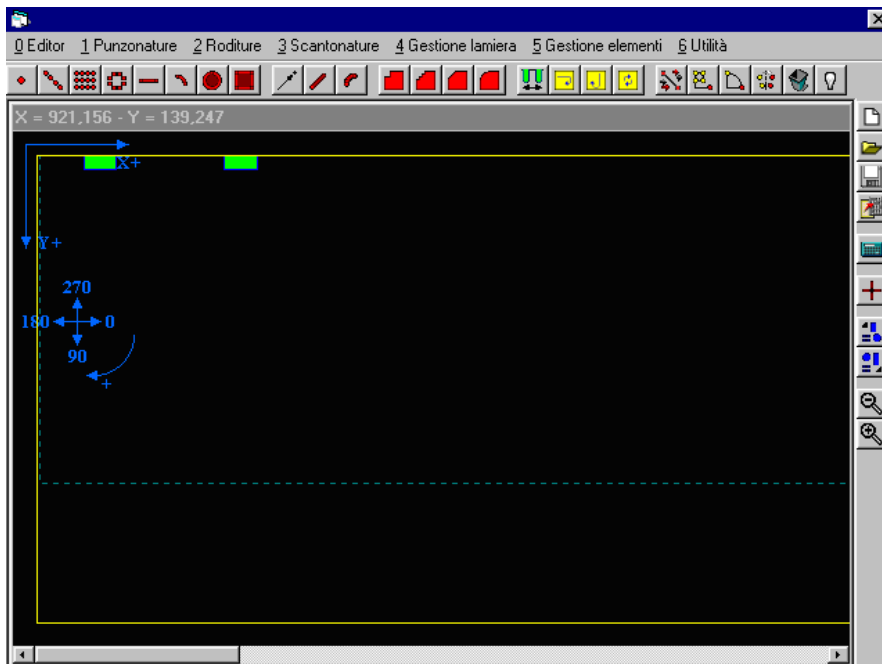 0 Editor 1 Punzonature 2 Roditure 3 Scantonature 4 Gestione lamiera 5 Gestione elementi 6 Utilità
X = 921,156 - Y = 139,247
X+
Y+
270
180 0
90
+